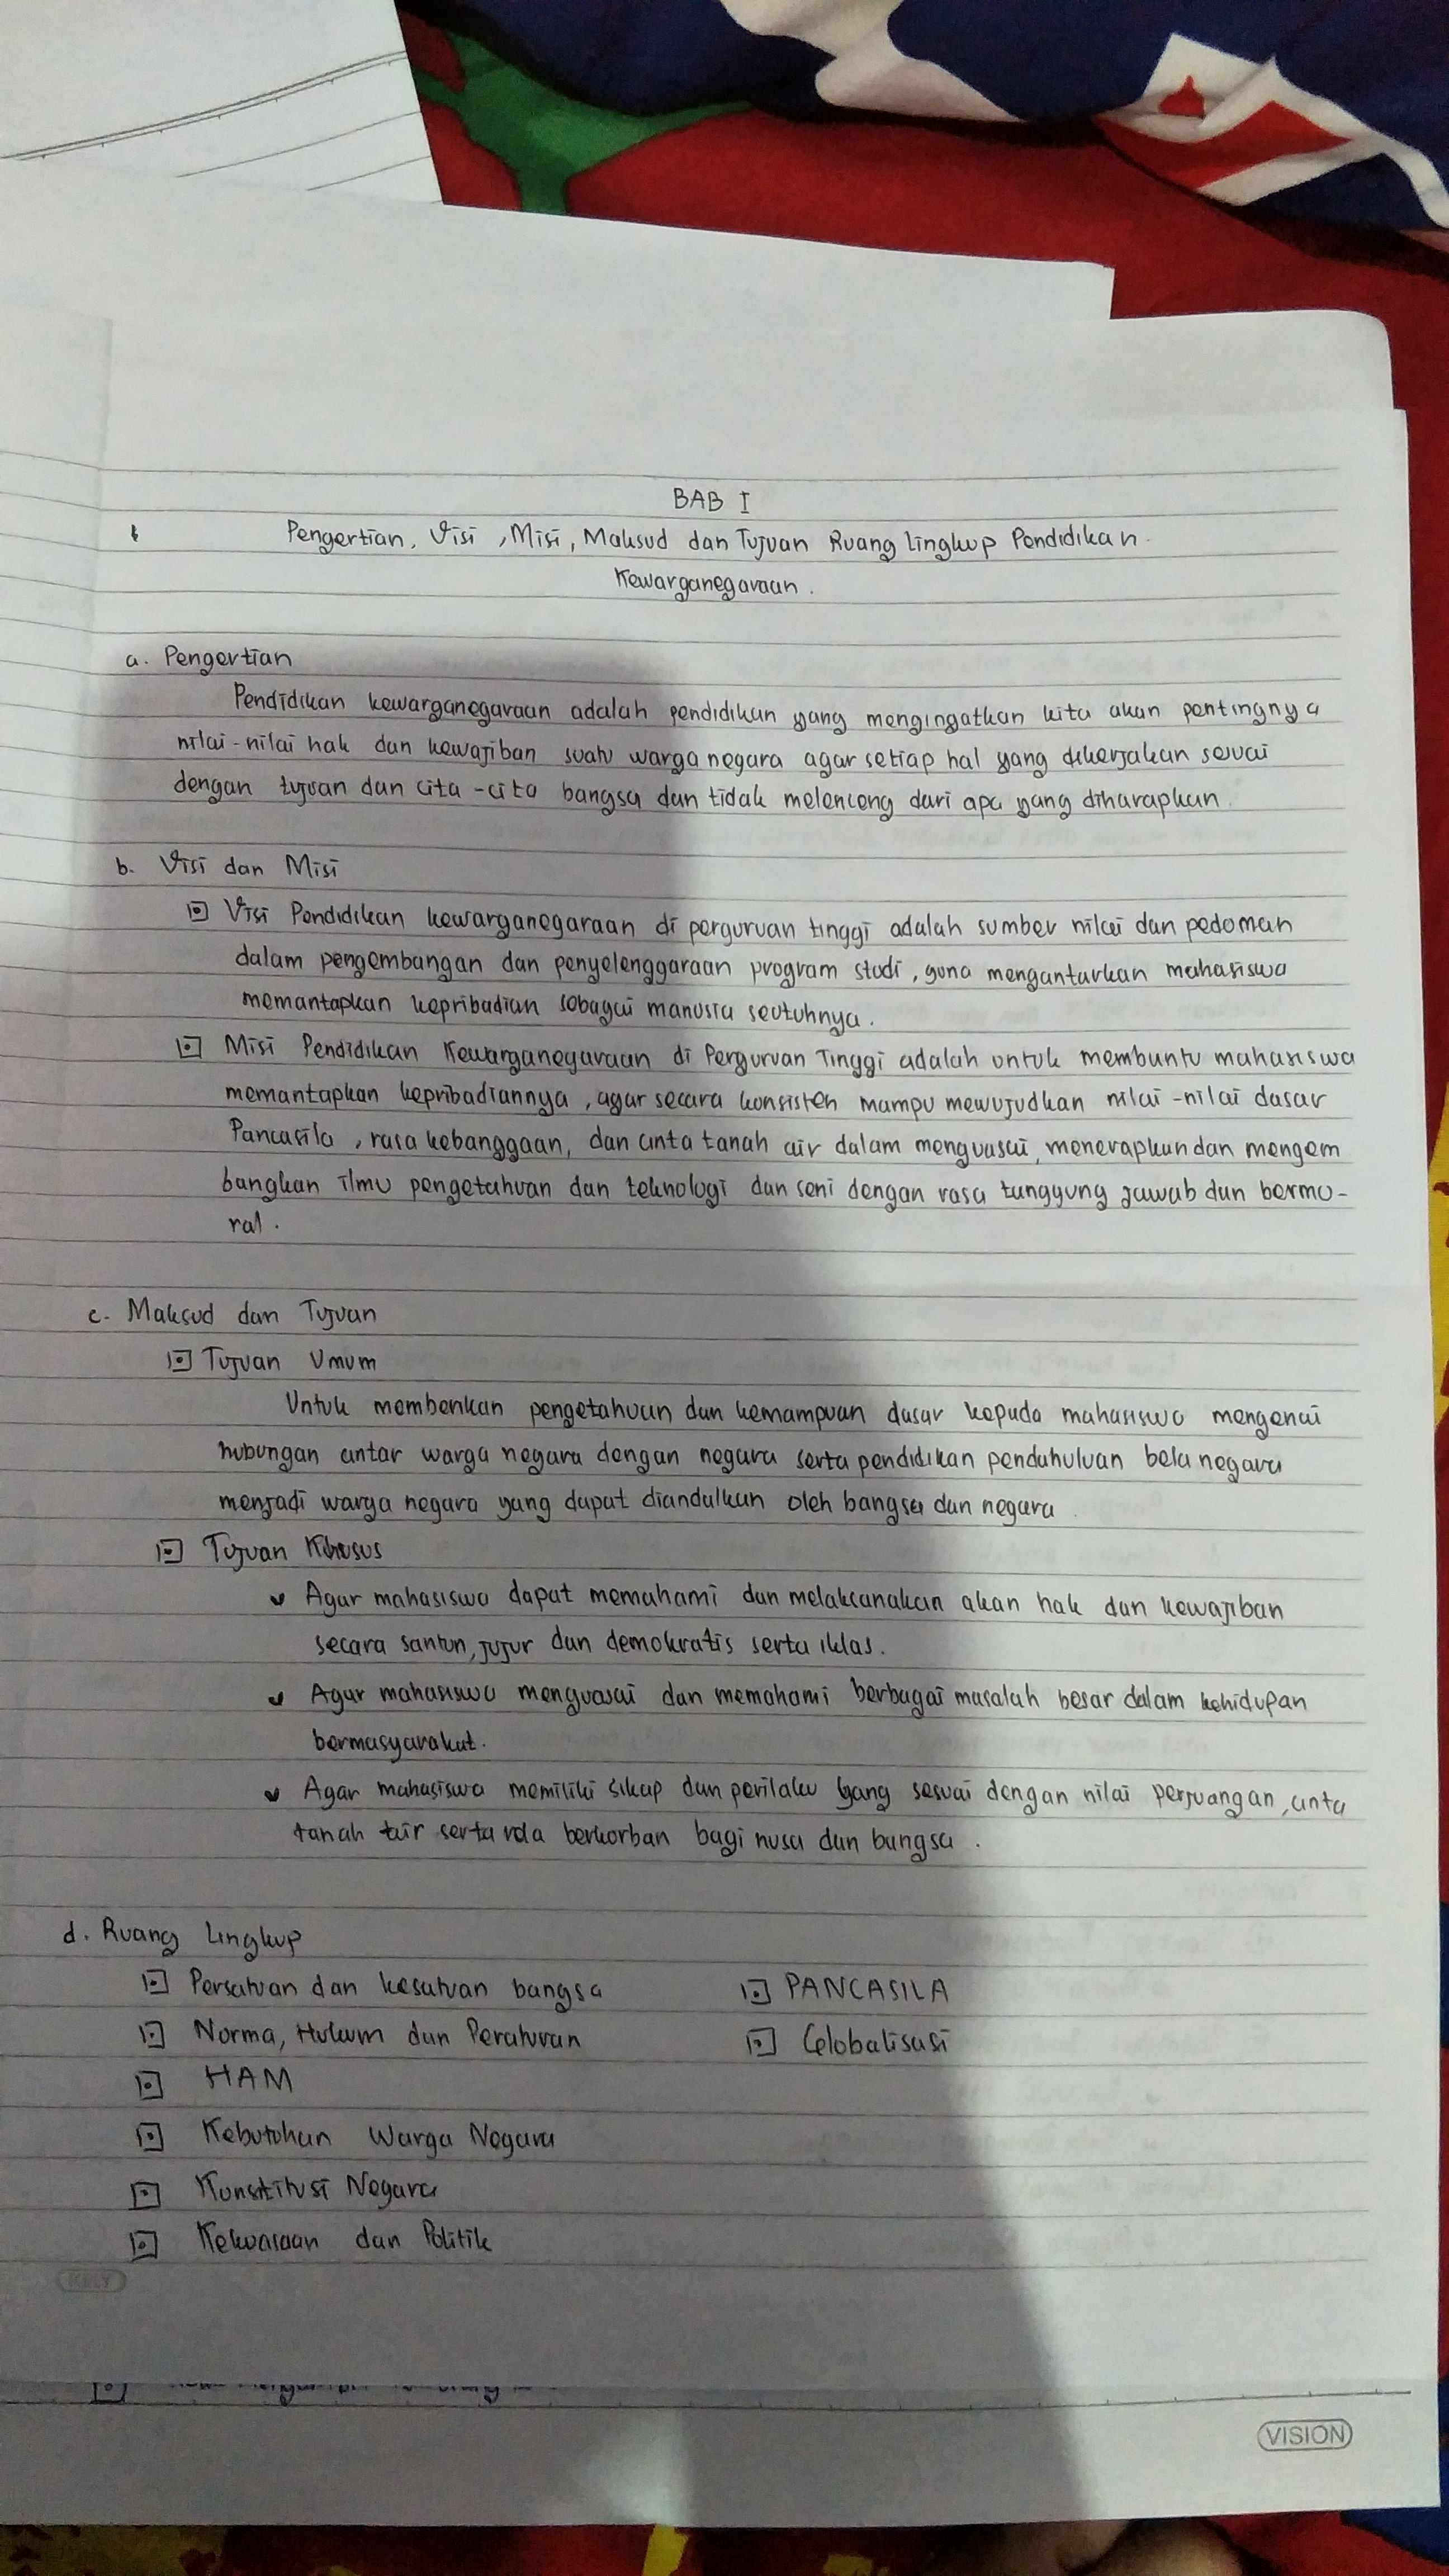 BAB I
Pengertian, Visi, Misi, Maksud dan Tujuan Ruang Lingkup Pendidikan
Kewarganegaraan.
a. Pengertian
Pendidikan kewarganegaraan adalah pendidikan yang mengingatkan kita akan pentingnya
nilai-nilai hak dan kewajiban suatu warga negara agar setiap hal yang dikerjakan sesuai
dengan tujuan dan cita-cita bangsa dan tidak melenceng dari apa yang diharapkan.
b. Visi dan Misi
Visi Pendidikan kewarganegaraan di perguruan tinggi adalah sumber nilai dan pedoman
dalam pengembangan dan penyelenggaraan program studi, guna mengantarkan mahasiswa
memantapkan kepribadian sebagai manusia seutuhnya.
Misi Pendidikan Kewarganegaraan di Perguruan Tinggi adalah untuk membantu mahasiswa
memantapkan kepribadiannya, agar secara konsisten mampu mewujudkan nilai-nilai dasar
Pancasila, rasa kebanggaan, dan cinta tanah air dalam menguasai, menerapkan dan mengem
bangkan ilmu pengetahuan dan teknologi dan seni dengan rasa tanggung jawab dan bermo-
ral.
c. Maksud dan Tujuan
Tujuan Umum
Untuk memberikan pengetahuan dan kemampuan dasar kepada mahasiswa mengenai
hubungan antar warga negara dengan negara serta pendidikan pendahuluan bela negara
menjadi warga negara yang dapat diandalkan oleh bangsa dan negara
Tujuan Khusus
Agar mahasiswa dapat memahami dan melaksanakan akan hak dan kewajiban
secara santun, jujur dan demokratis serta iklas.
Agar mahasiswa menguasai dan memahami berbagai masalah besar dalam kehidupan
bermasyarakat.
Agar mahasiswa memiliki sikap dan perilaku yang sesuai dengan nilai perjuangan, cinta
tanah air serta rela berkorban bagi nusa dan bangsa.
d. Ruang Lingkup
Persatuan dan kesatuan bangsa PANCASILA
Norma, Hukum dan Peraturan Globalisasi
HAM
Kebutuhan Warga Negara
Konstitusi Negara
Kekuasaan dan Politik
VISION